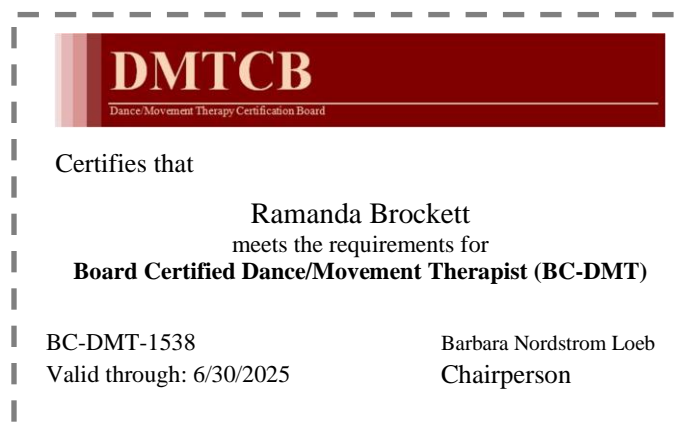 DMTCB
Dance/Movement Therapy Certification Board
Certifies that
Ramanda Brockett
meets the requirements for
Board Certified Dance/Movement Therapist (BC-DMT)
BC-DMT-1538
Barbara Nordstrom Loeb
Valid through: 6/30/2025
Chairperson